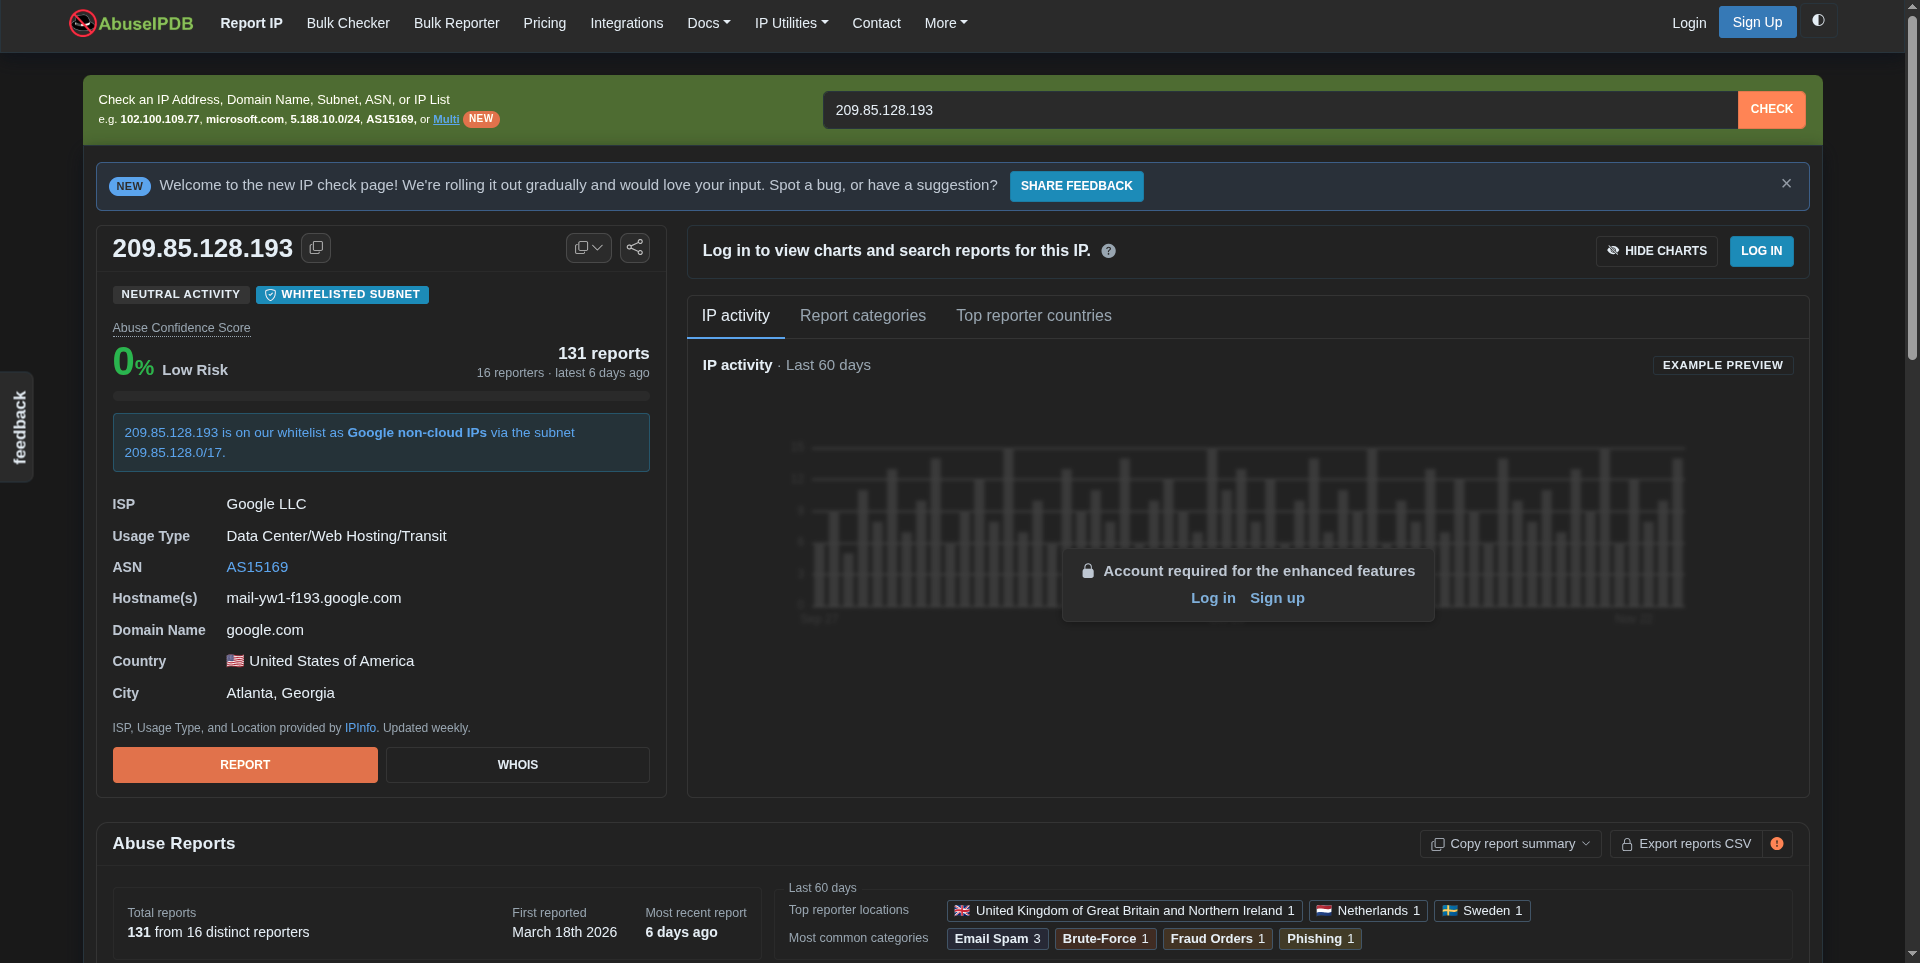 AbuseIPDB Report IP Bulk Checker Bulk Reporter Pricing Integrations Docs IP Utilities Contact More Login Sign Up
Check an IP Address, Domain Name, Subnet, ASN, or IP List
e.g. 102.100.109.77, microsoft.com, 5.188.10.0/24, AS15169, or Multi NEW
209.85.128.193 CHECK
NEW Welcome to the new IP check page! We're rolling it out gradually and would love your input. Spot a bug, or have a suggestion? SHARE FEEDBACK
feedback
209.85.128.193
NEUTRAL ACTIVITY WHITELISTED SUBNET
Abuse Confidence Score
0% Low Risk
131 reports
16 reporters · latest 6 days ago
209.85.128.193 is on our whitelist as Google non-cloud IPs via the subnet
209.85.128.0/17.
ISP Google LLC
Usage Type Data Center/Web Hosting/Transit
ASN AS15169
Hostname(s) mail-yw1-f193.google.com
Domain Name google.com
Country United States of America
City Atlanta, Georgia
ISP, Usage Type, and Location provided by IPInfo. Updated weekly.
REPORT WHOIS
Log in to view charts and search reports for this IP. ? HIDE CHARTS LOG IN
IP activity Report categories Top reporter countries
IP activity · Last 60 days EXAMPLE PREVIEW
Account required for the enhanced features
Log in Sign up
Abuse Reports Copy report summary Export reports CSV
Total reports
131 from 16 distinct reporters
First reported
March 18th 2026
Most recent report
6 days ago
Last 60 days
Top reporter locations United Kingdom of Great Britain and Northern Ireland 1 Netherlands 1 Sweden 1
Most common categories Email Spam 3 Brute-Force 1 Fraud Orders 1 Phishing 1